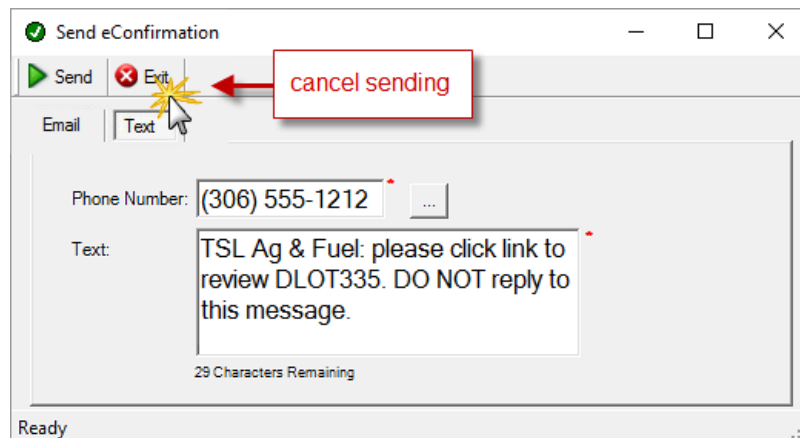 Send eConfirmation
Send Exit
cancel sending
Email Text
Phone Number: (306) 555-1212 * ...
Text: TSL Ag & Fuel: please click link to *
review DLOT335. DO NOT reply to
this message.
29 Characters Remaining
Ready